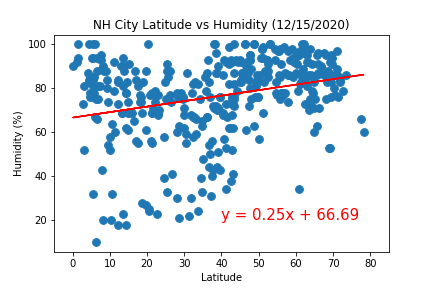 NH City Latitude vs Humidity (12/15/2020)
100
80
60
40
20
Humidity (%)
y = 0.25x + 66.69
0 10 20 30 40 50 60 70 80
Latitude